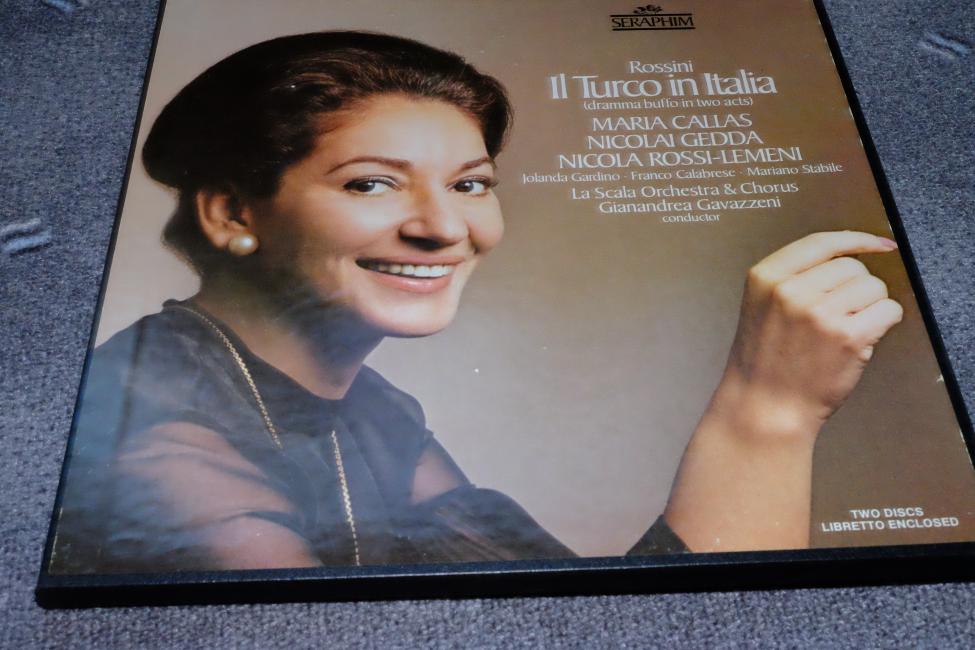 SERAPHIM
Rossini
Il Turco in Italia
(dramma buffo in two acts)
MARIA CALLAS
NICOLAI GEDDA
NICOLA ROSSI-LEMENI
Jolanda Gardino · Franco Calabrese · Mariano Stabile
La Scala Orchestra & Chorus
Gianandrea Gavazzeni
conductor
TWO DISCS
LIBRETTO ENCLOSED